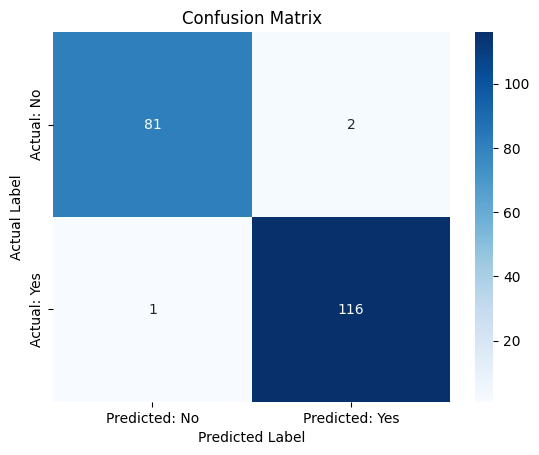 Confusion Matrix
Actual Label
Actual: No
Actual: Yes
81
2
1
116
Predicted: No
Predicted: Yes
Predicted Label
100
80
60
40
20